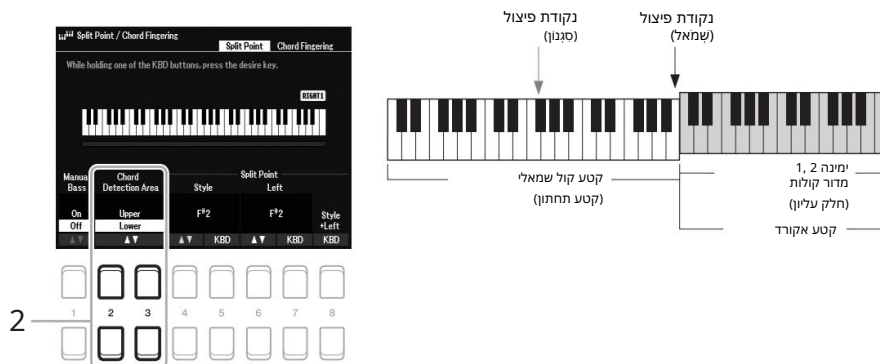 Split Point / Chord Fingering
Split Point Chord Fingering
While holding one of the KBD buttons, press the desire key.
RIGHT1
Manual Bass
Chord Detection Area
Split Point
Style
Left
On
Off
Upper
Lower
F#2
F#2
Style +Left
▲▼ ▲▼ ▲▼ KBD ▲▼ KBD KBD
1 2 3 4 5 6 7 8
2
נקודת פיצול
(סִגְנוֹן)
נקודת פיצול
(שְׂמֹאל)
קטע קול שמאלי
(קטע תחתון)
ימינה 2 ,1
מדור קולות
(חלק עליון)
קטע אקורד